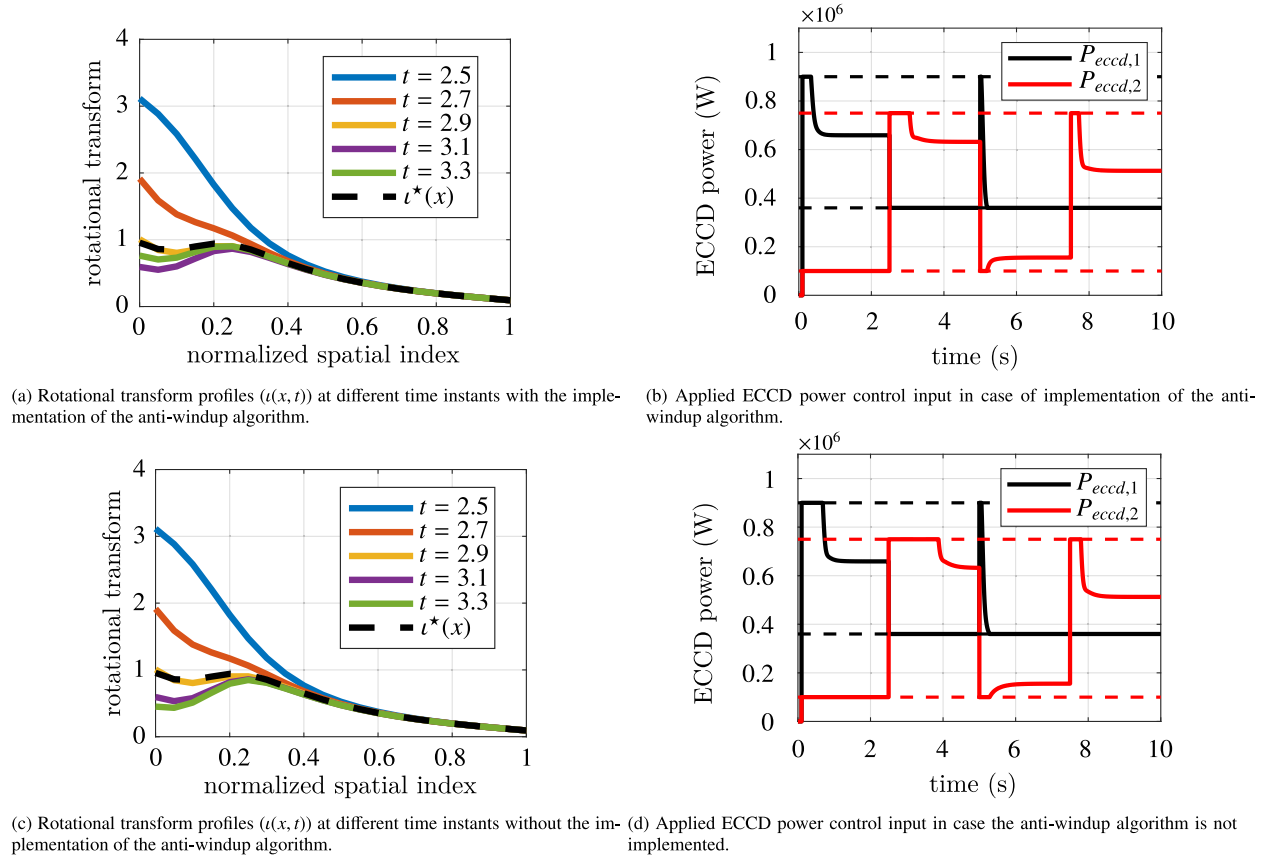 4
3
2
1
0
rotational transform
0
0.2
0.4
0.6
0.8
1
normalized spatial index
t = 2.5
t = 2.7
t = 2.9
t = 3.1
t = 3.3
ι⋆(x)
×10⁶
1
0.8
0.6
0.4
0.2
0
ECCD power (W)
0
2
4
6
8
10
time (s)
Peccd,1
Peccd,2
(a) Rotational transform profiles (ι(x, t)) at different time instants with the imple-
mentation of the anti-windup algorithm.
(b) Applied ECCD power control input in case of implementation of the anti-
windup algorithm.
4
3
2
1
0
rotational transform
0
0.2
0.4
0.6
0.8
1
normalized spatial index
t = 2.5
t = 2.7
t = 2.9
t = 3.1
t = 3.3
ι⋆(x)
×10⁶
1
0.8
0.6
0.4
0.2
0
ECCD power (W)
0
2
4
6
8
10
time (s)
Peccd,1
Peccd,2
(c) Rotational transform profiles (ι(x, t)) at different time instants without the im-
plementation of the anti-windup algorithm.
(d) Applied ECCD power control input in case the anti-windup algorithm is not
implemented.